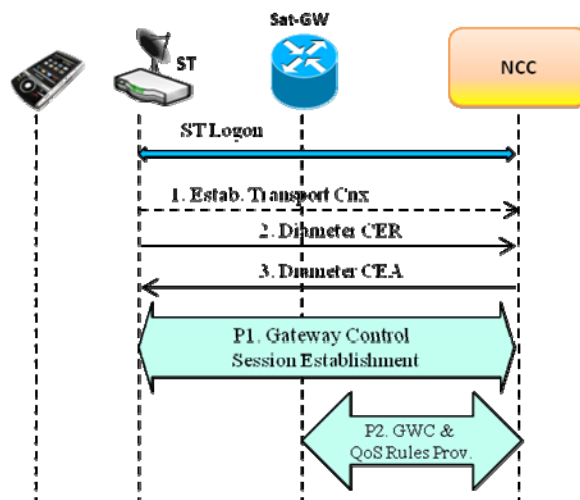 Sat-GW
ST
NCC
ST Logon
1. Estab. Transport Cnx
2. Diameter CER
3. Diameter CEA
P1. Gateway Control
Session Establishment
P2. GWC &
QoS Rules Prov.